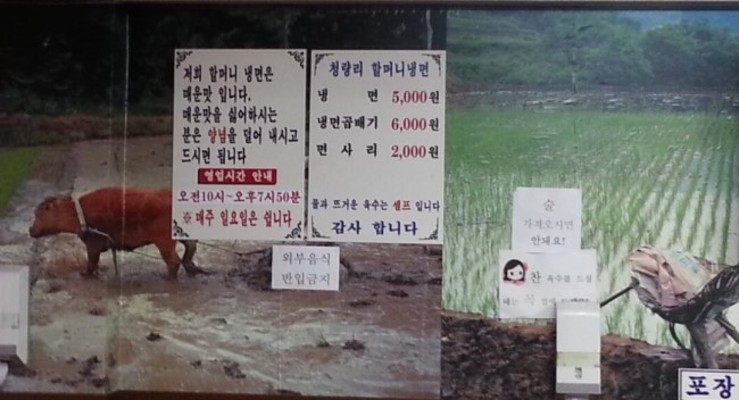 저희 할머니 냉면은
매운맛 입니다.
매운맛을 싫어하시는
분은 양념을 덜어 내시고
드시면 됩니다
영업시간 안내
오전10시~오후7시50분
※ 매주 일요일은 쉽니다
청량리 할머니냉면
냉 면 5,000원
냉면곱배기 6,000원
면 사 리 2,000원
물과 뜨거운 육수는 셀프 입니다
감사 합니다
외부음식
반입금지
술
가져오시면
안돼요!
찬 육수를 드실
때는 꼭
포장